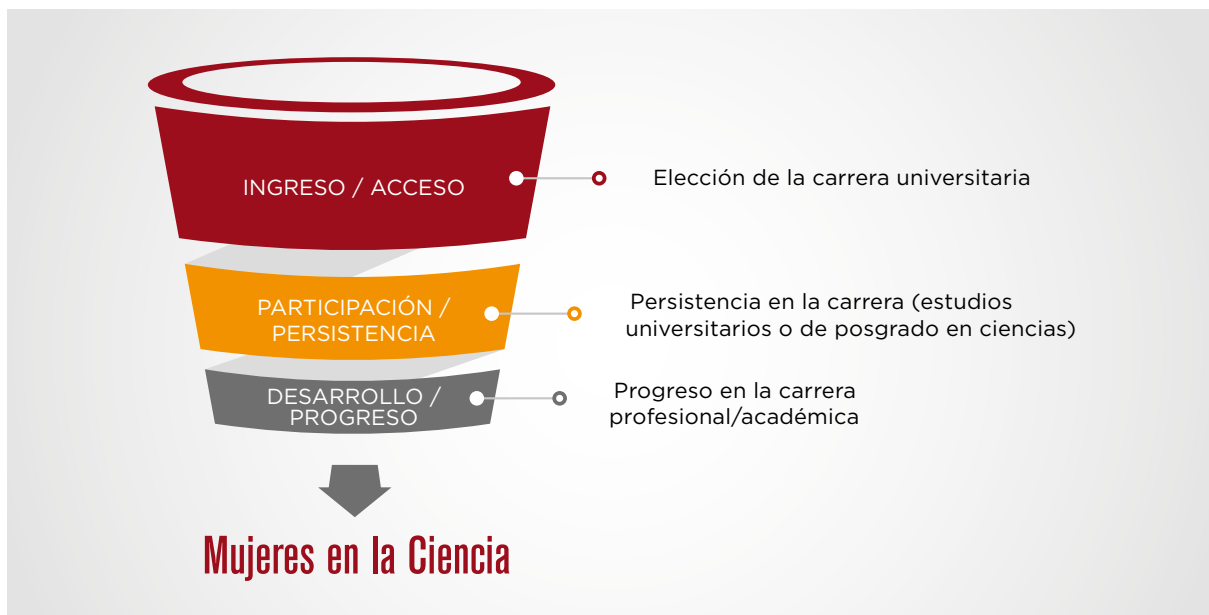 INGRESO / ACCESO
Elección de la carrera universitaria
PARTICIPACIÓN /
PERSISTENCIA
Persistencia en la carrera (estudios
universitarios o de posgrado en ciencias)
DESARROLLO /
PROGRESO
Progreso en la carrera
profesional/académica
Mujeres en la Ciencia